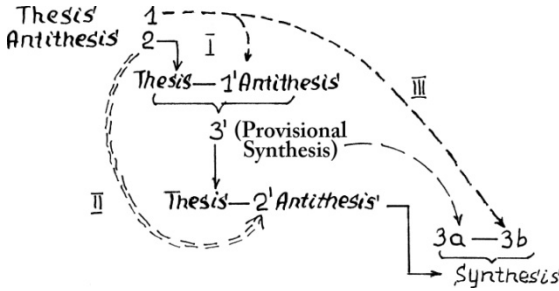 Thesis 1
Antithesis 2
I
Thesis — 1' Antithesis
III
3' (Provisional
Synthesis)
II
Thesis — 2' Antithesis
3a — 3b
Synthesis